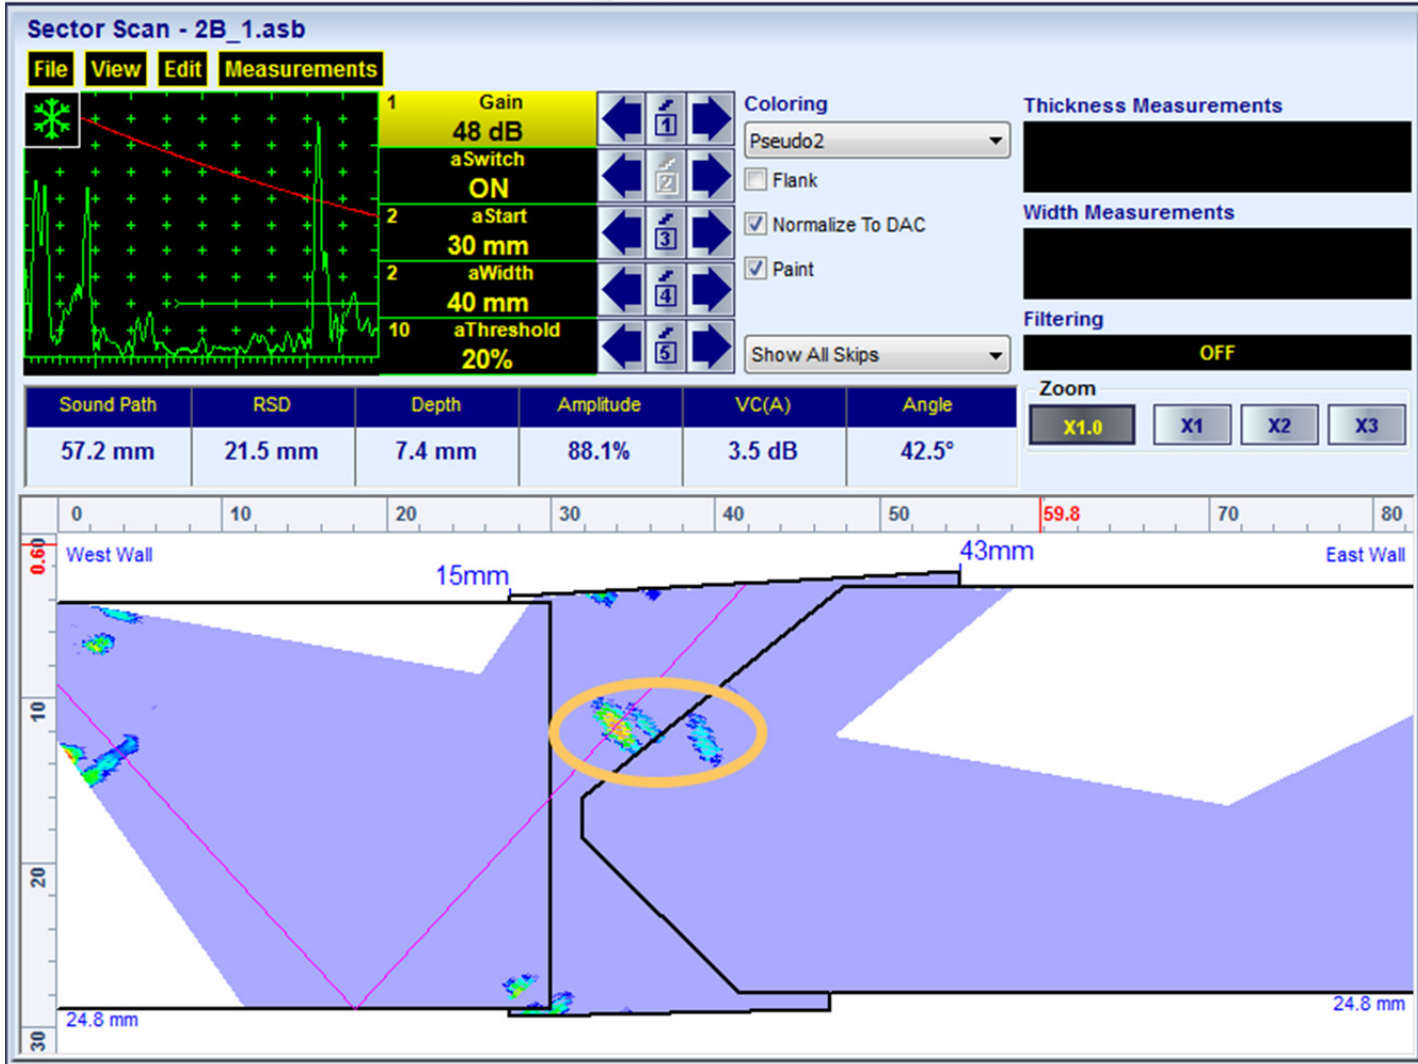 Sector Scan - 2B_1.asb
File View Edit Measurements
1 Gain
48 dB
1
aSwitch
ON
2
2 aStart
30 mm
3
2 aWidth
40 mm
4
10 aThreshold
20%
5
Coloring
Pseudo2
Flank
Normalize To DAC
Paint
Show All Skips
Thickness Measurements
Width Measurements
Filtering
OFF
Zoom
X1.0 X1 X2 X3
Sound Path RSD Depth Amplitude VC(A) Angle
57.2 mm 21.5 mm 7.4 mm 88.1% 3.5 dB 42.5°
0 10 20 30 40 50 59.8 70 80
0.60
West Wall
15mm
43mm
East Wall
10
20
30
24.8 mm
24.8 mm